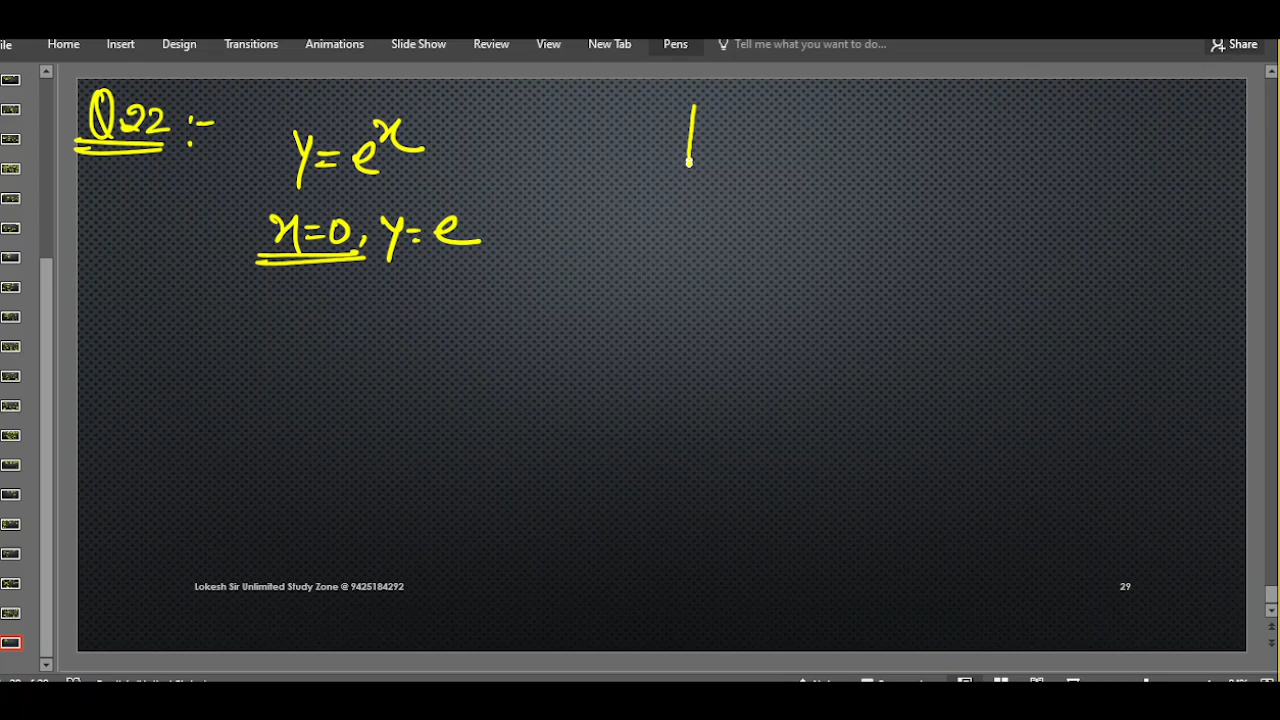 ile Home Insert Design Transitions Animations Slide Show Review View New Tab Pens Tell me what you want to do... Share
Q22 :-
y = e^x
x=0, y = e
Lokesh Sir Unlimited Study Zone @ 9425184292 29